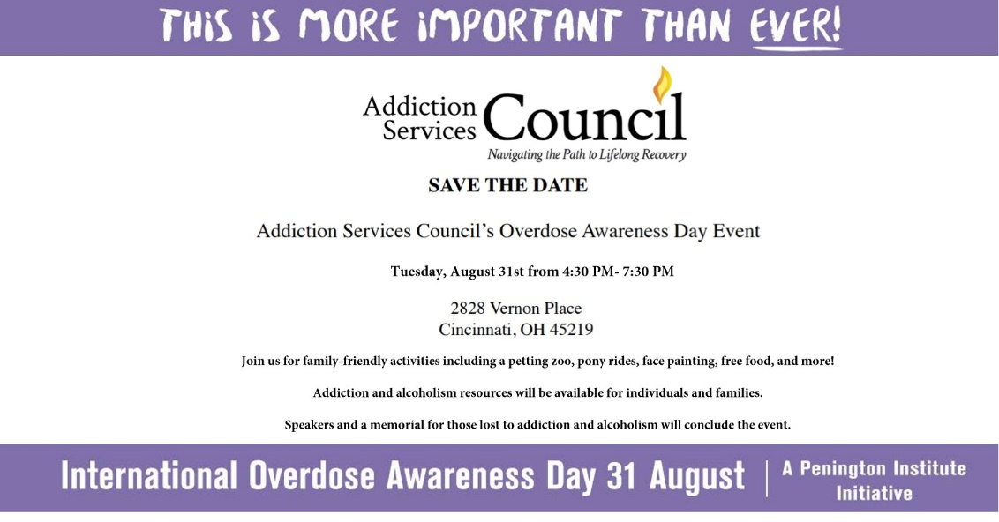 THIS IS MORE IMPORTANT THAN EVER!
Addiction
Services
Council
Navigating the Path to Lifelong Recovery
SAVE THE DATE
Addiction Services Council's Overdose Awareness Day Event
Tuesday, August 31st from 4:30 PM- 7:30 PM
2828 Vernon Place
Cincinnati, OH 45219
Join us for family-friendly activities including a petting zoo, pony rides, face painting, free food, and more!
Addiction and alcoholism resources will be available for individuals and families.
Speakers and a memorial for those lost to addiction and alcoholism will conclude the event.
International Overdose Awareness Day 31 August
A Penington Institute
Initiative